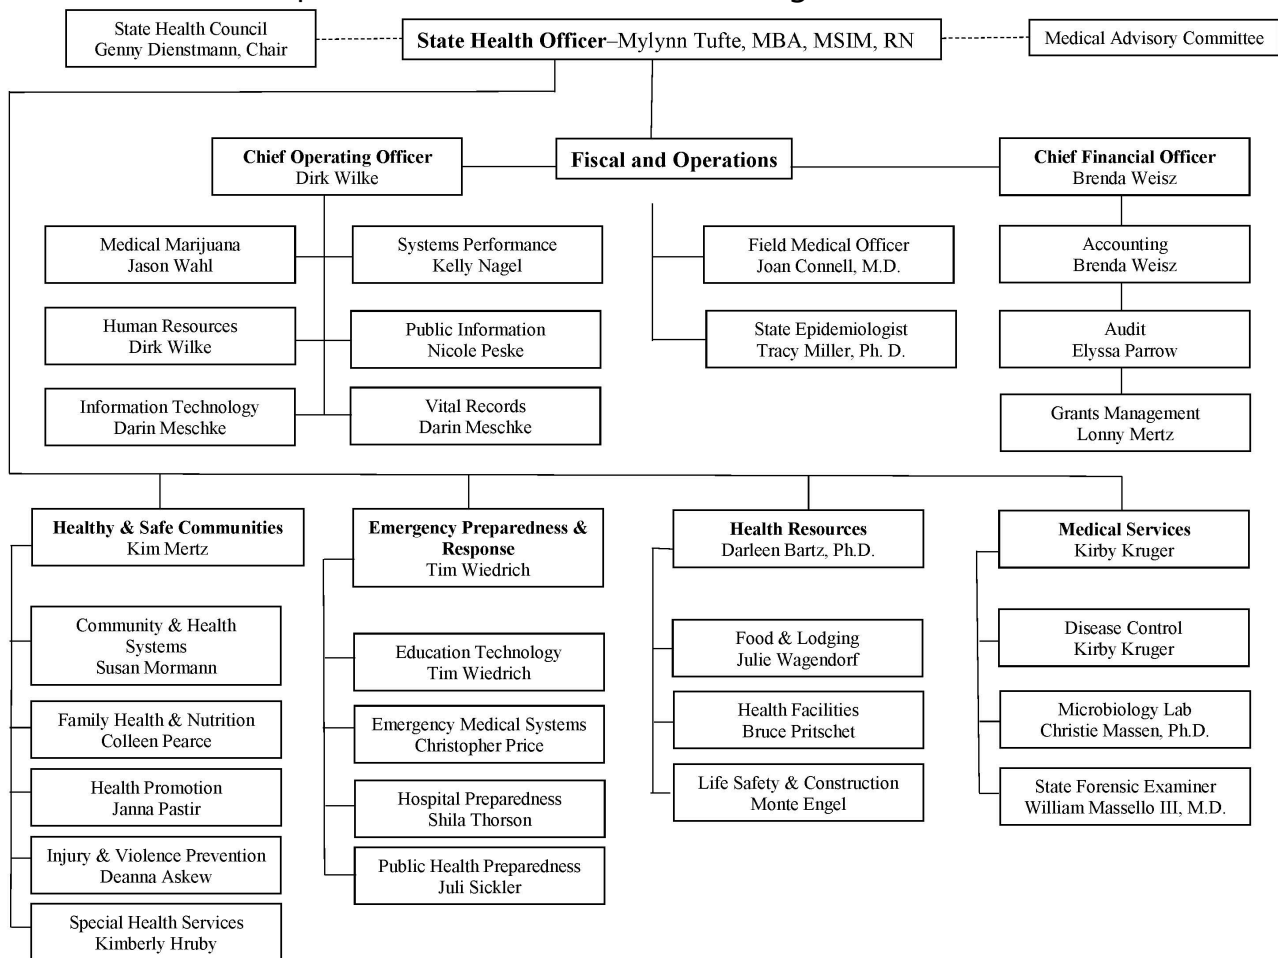 State Health Council
Genny Dienstmann, Chair
State Health Officer–Mylynn Tufte, MBA, MSIM, RN
Medical Advisory Committee
Chief Operating Officer
Dirk Wilke
Fiscal and Operations
Chief Financial Officer
Brenda Weisz
Medical Marijuana
Jason Wahl
Systems Performance
Kelly Nagel
Field Medical Officer
Joan Connell, M.D.
Accounting
Brenda Weisz
Human Resources
Dirk Wilke
Public Information
Nicole Peske
State Epidemiologist
Tracy Miller, Ph. D.
Audit
Elyssa Parrow
Information Technology
Darin Meschke
Vital Records
Darin Meschke
Grants Management
Lonny Mertz
Healthy & Safe Communities
Kim Mertz
Emergency Preparedness &
Response
Tim Wiedrich
Health Resources
Darleen Bartz, Ph.D.
Medical Services
Kirby Kruger
Community & Health
Systems
Susan Mormann
Education Technology
Tim Wiedrich
Food & Lodging
Julie Wagendorf
Disease Control
Kirby Kruger
Family Health & Nutrition
Colleen Pearce
Emergency Medical Systems
Christopher Price
Health Facilities
Bruce Pritschet
Microbiology Lab
Christie Massen, Ph.D.
Health Promotion
Janna Pastir
Hospital Preparedness
Shila Thorson
Life Safety & Construction
Monte Engel
State Forensic Examiner
William Massello III, M.D.
Injury & Violence Prevention
Deanna Askew
Public Health Preparedness
Juli Sickler
Special Health Services
Kimberly Hruby